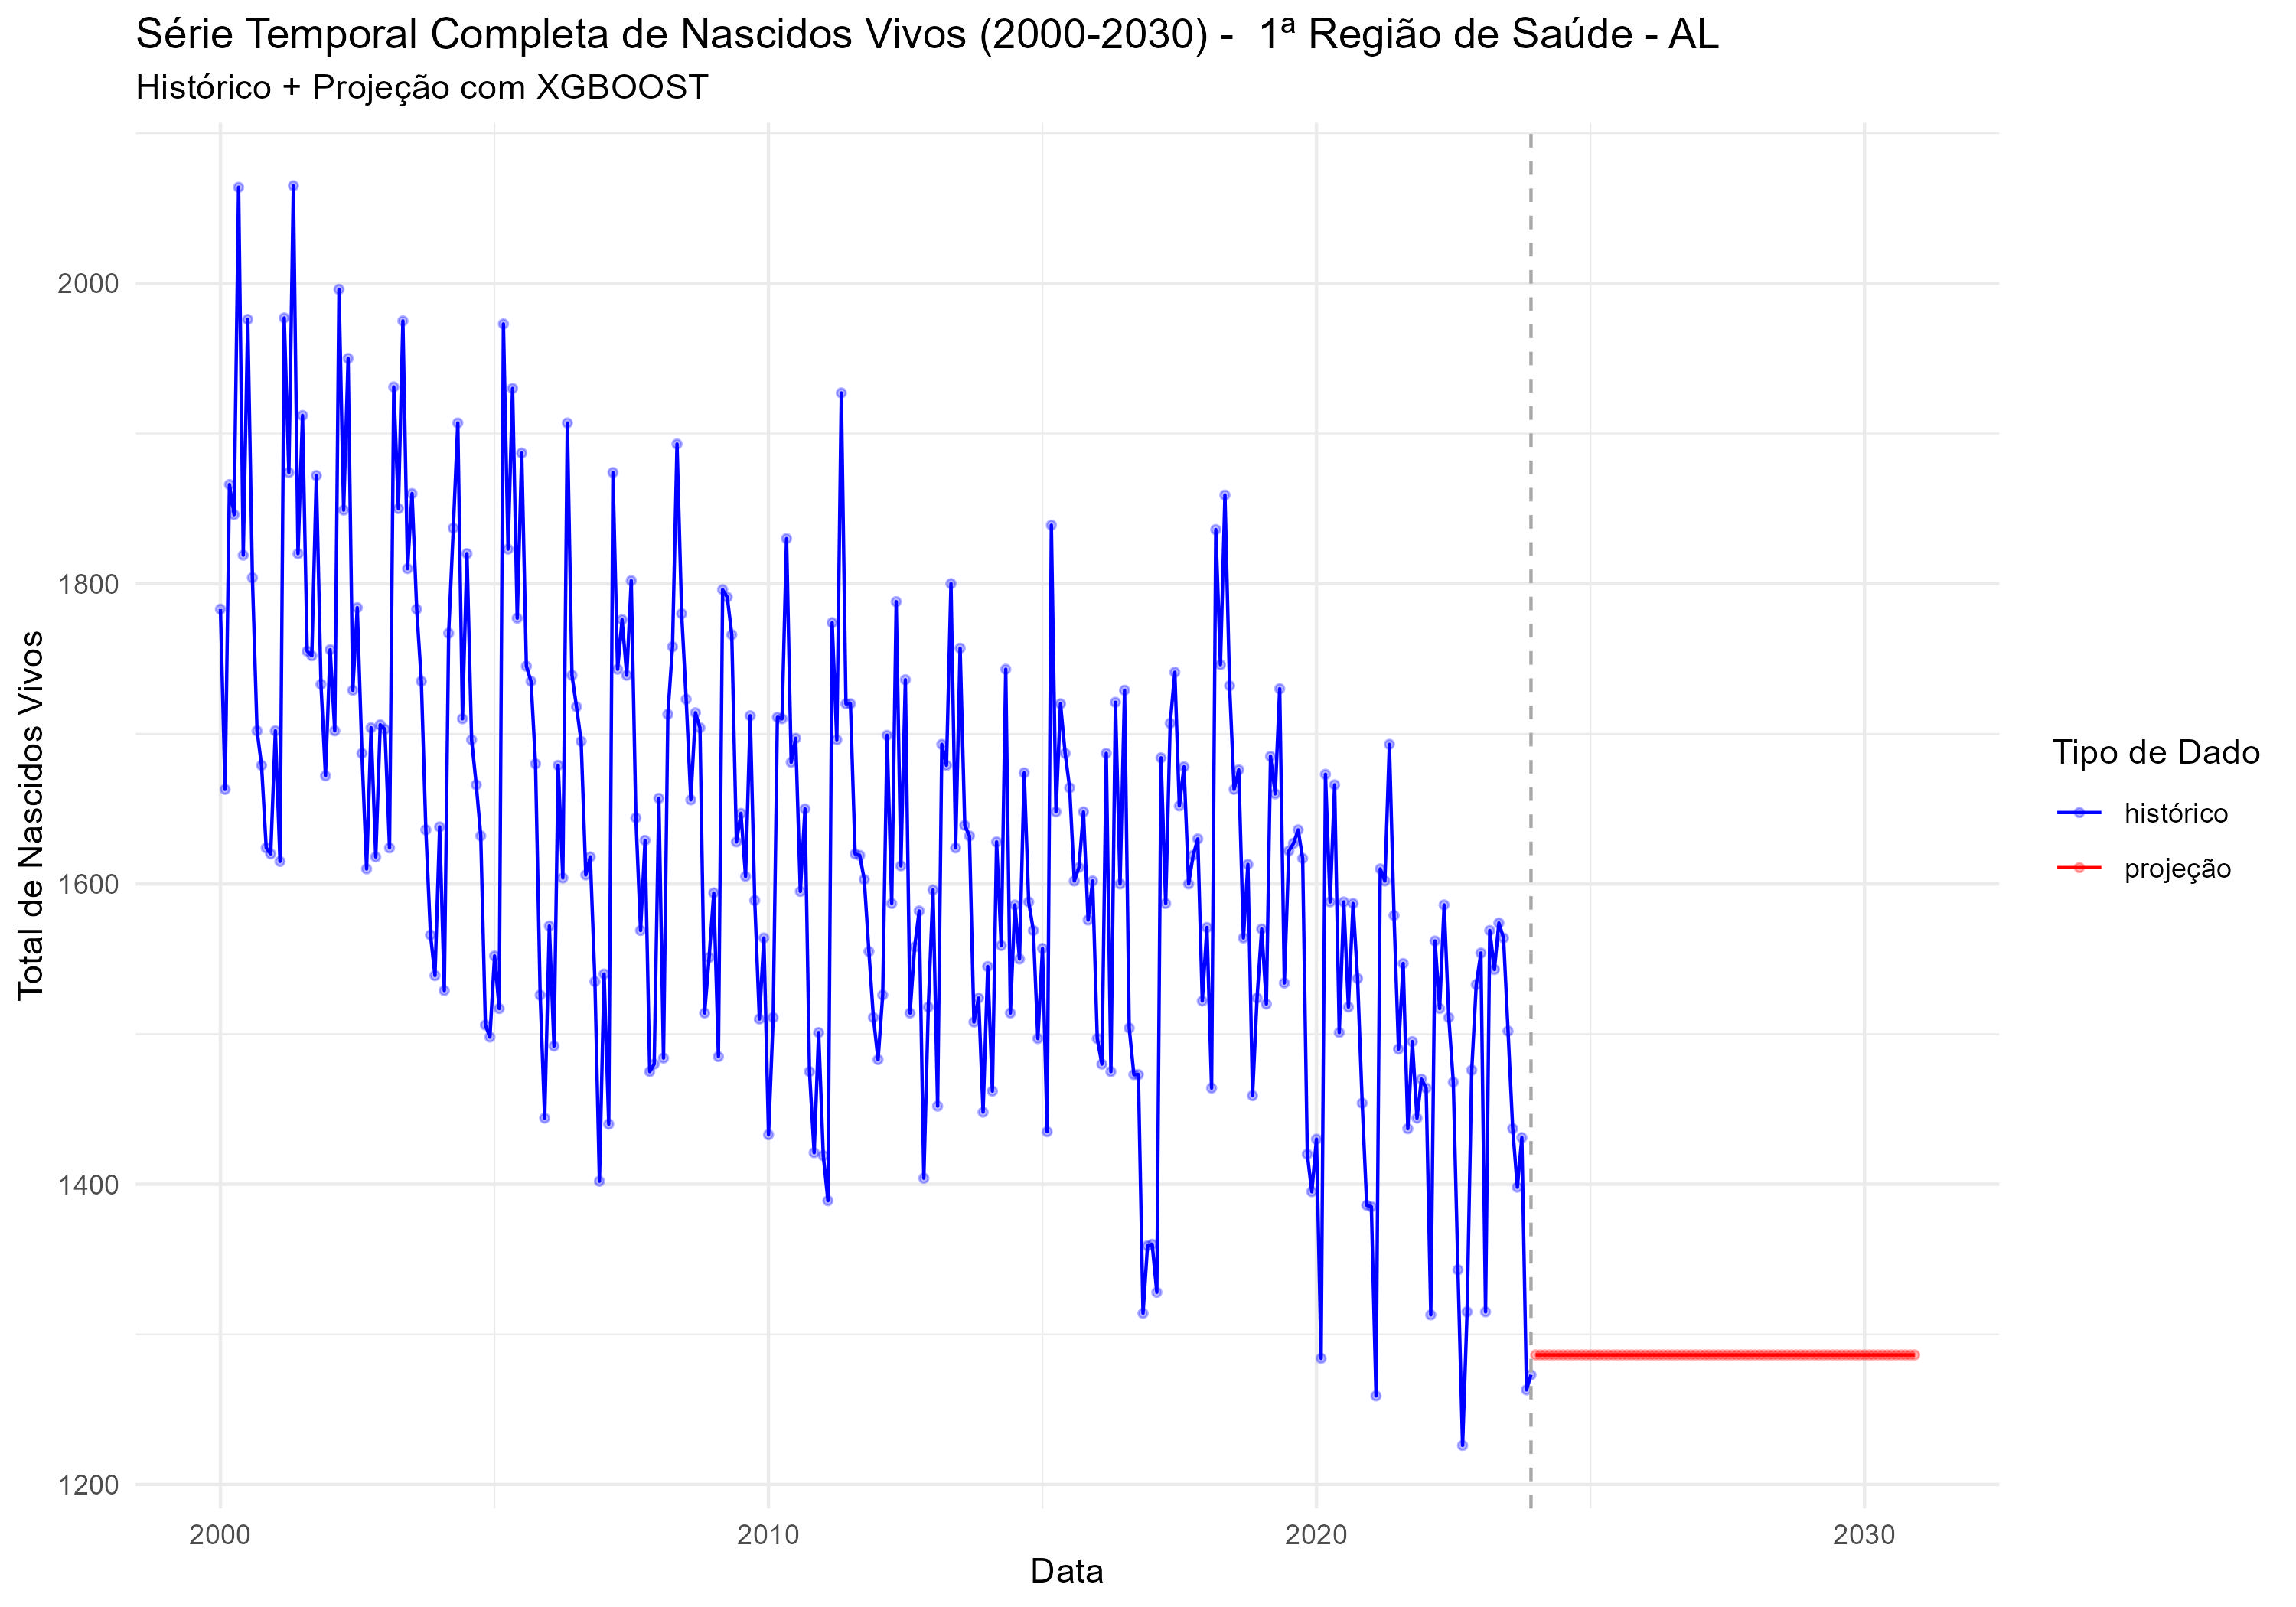 Série Temporal Completa de Nascidos Vivos (2000-2030) -  1ª Região de Saúde - AL
Histórico + Projeção com XGBOOST
Total de Nascidos Vivos
2000
1800
1600
1400
1200
2000
2010
2020
2030
Data
Tipo de Dado
histórico
projeção